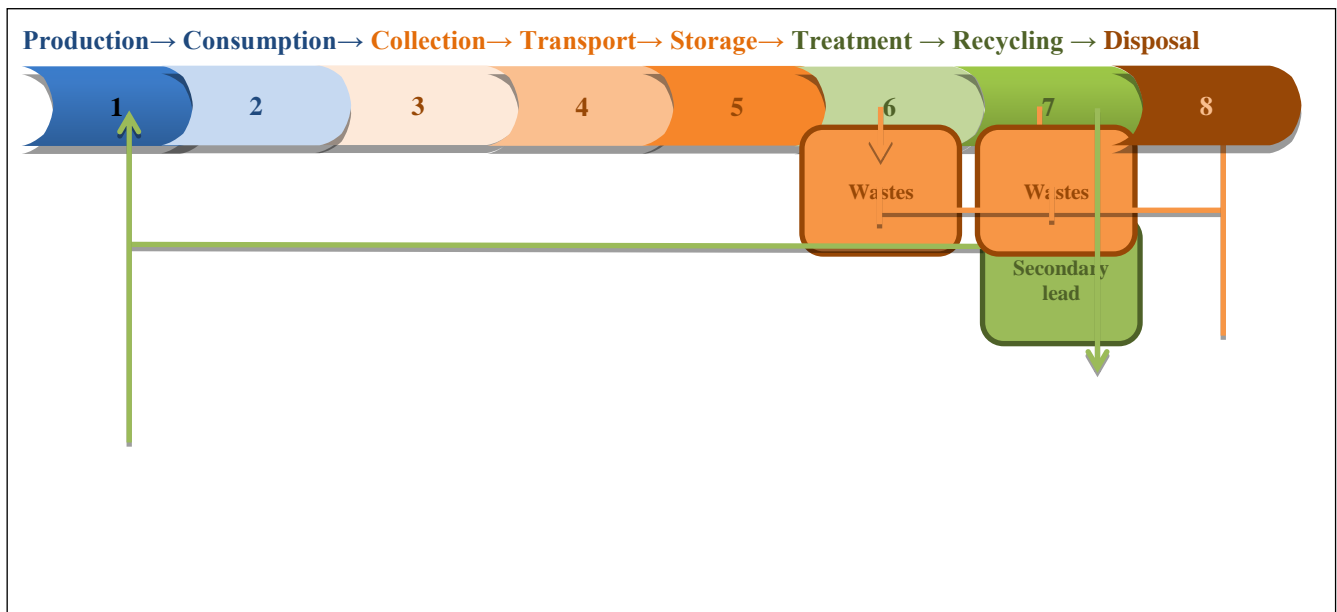 Production→ Consumption→ Collection→ Transport→ Storage→ Treatment → Recycling → Disposal
1 2 3 4 5 6 7 8
Wastes Wastes
Secondary
lead